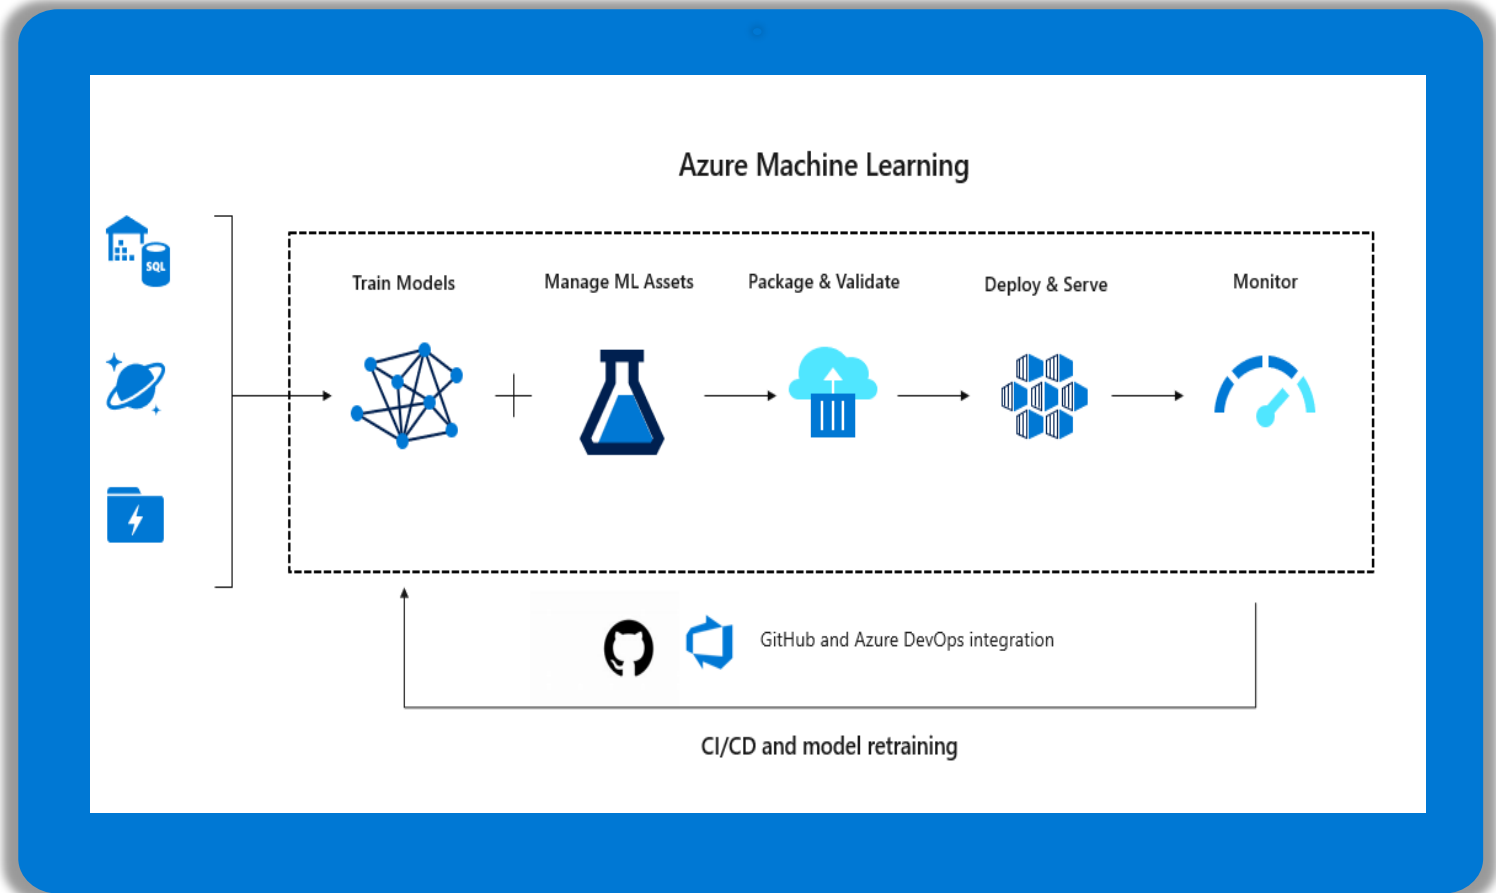 Azure Machine Learning
SQL
Train Models
Manage ML Assets
Package & Validate
Deploy & Serve
Monitor
GitHub and Azure DevOps integration
CI/CD and model retraining